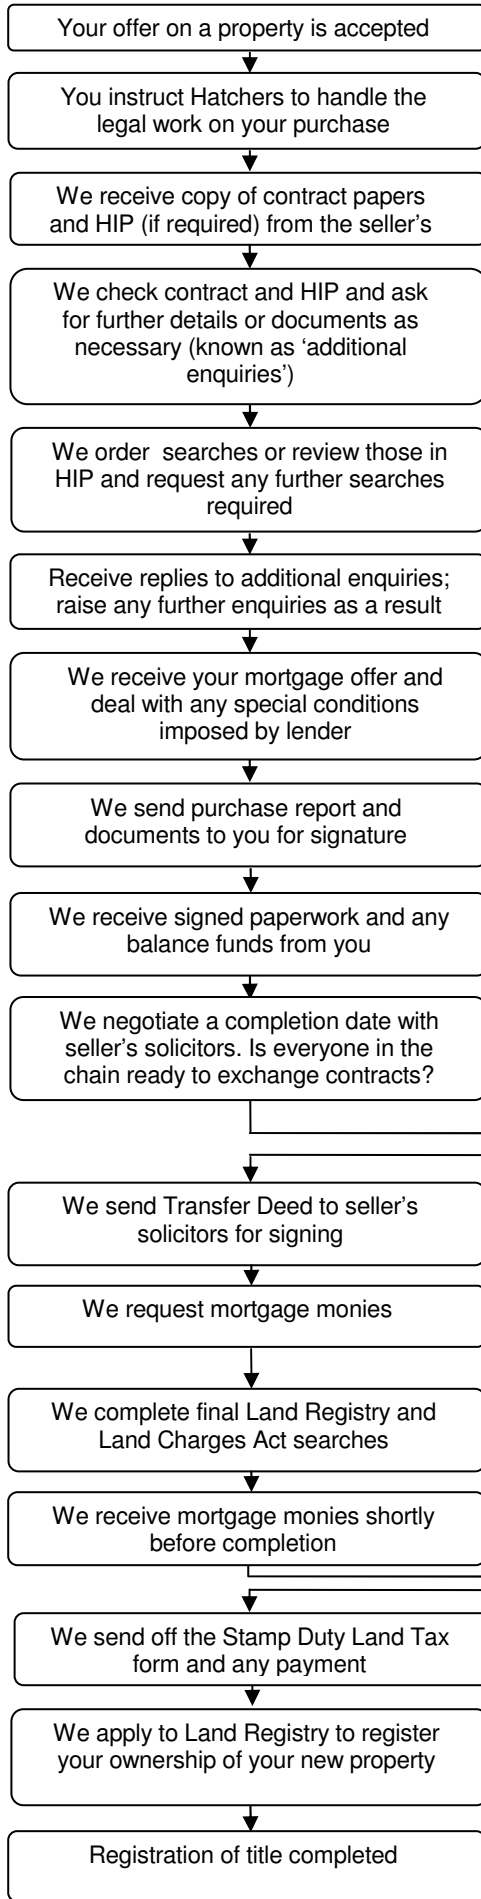 Your offer on a property is accepted
You instruct Hatchers to handle the
legal work on your purchase
We receive copy of contract papers
and HIP (if required) from the seller's
We check contract and HIP and ask
for further details or documents as
necessary (known as ‘additional
enquiries’)
We order searches or review those in
HIP and request any further searches
required
Receive replies to additional enquiries;
raise any further enquiries as a result
We receive your mortgage offer and
deal with any special conditions
imposed by lender
We send purchase report and
documents to you for signature
We receive signed paperwork and any
balance funds from you
We negotiate a completion date with
seller’s solicitors. Is everyone in the
chain ready to exchange contracts?
We send Transfer Deed to seller’s
solicitors for signing
We request mortgage monies
We complete final Land Registry and
Land Charges Act searches
We receive mortgage monies shortly
before completion
We send off the Stamp Duty Land Tax
form and any payment
We apply to Land Registry to register
your ownership of your new property
Registration of title completed